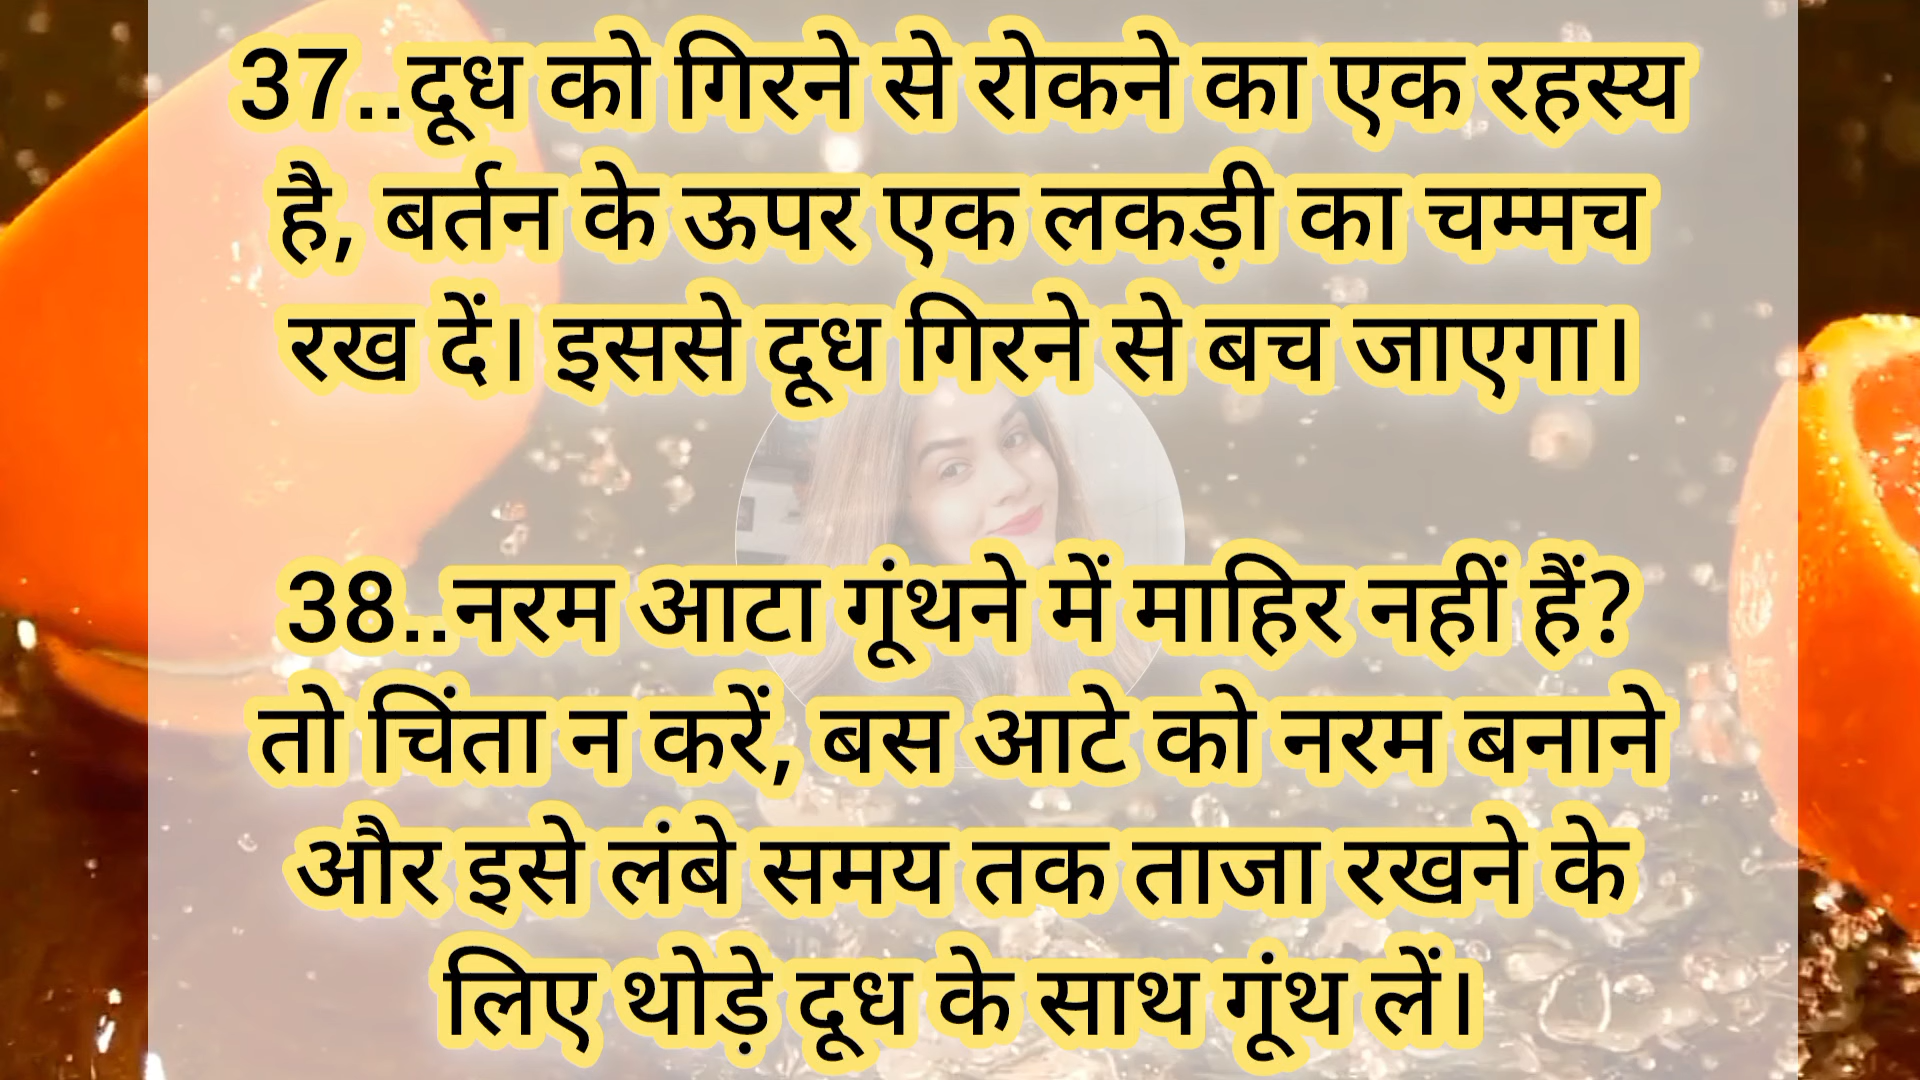 37..दूध को गिरने से रोकने का एक रहस्य
है, बर्तन के ऊपर एक लकड़ी का चम्मच
रख दें। इससे दूध गिरने से बच जाएगा।
38..नरम आटा गूंथने में माहिर नहीं हैं?
तो चिंता न करें, बस आटे को नरम बनाने
और इसे लंबे समय तक ताजा रखने के
लिए थोड़े दूध के साथ गूंथ लें।